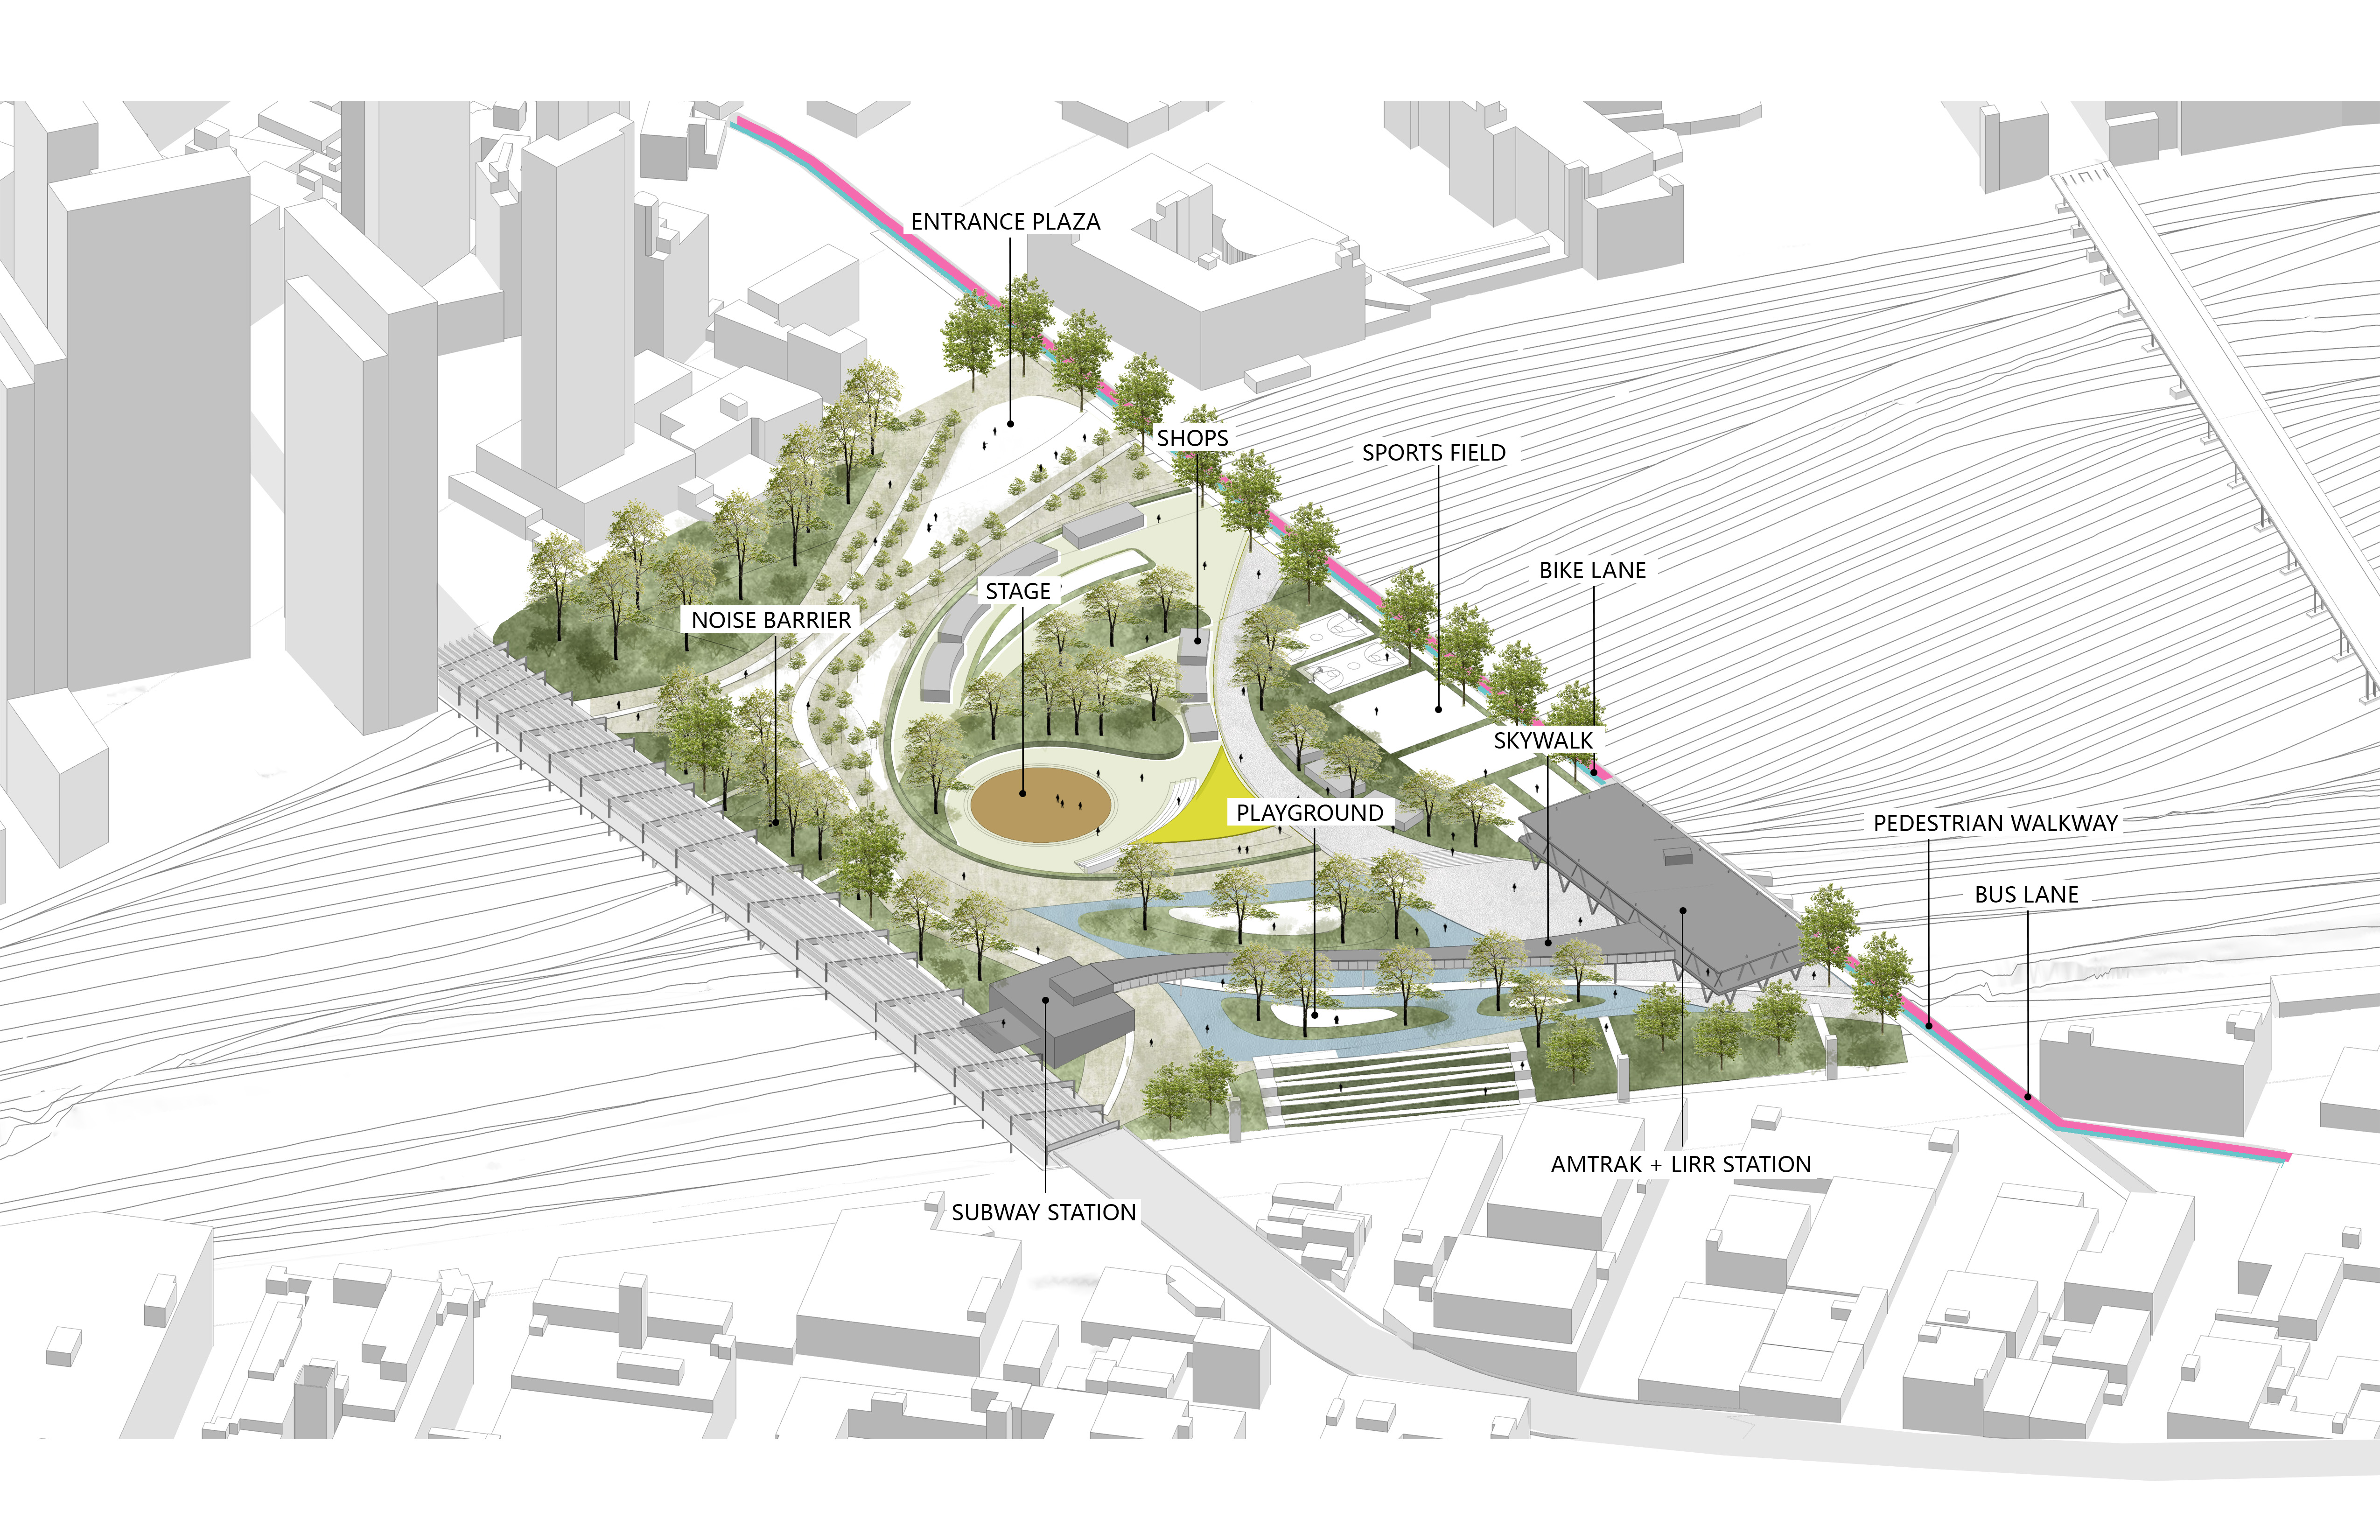 ENTRANCE PLAZA
SHOPS
SPORTS FIELD
BIKE LANE
STAGE
NOISE BARRIER
SKYWALK
PLAYGROUND
PEDESTRIAN WALKWAY
BUS LANE
AMTRAK + LIRR STATION
SUBWAY STATION